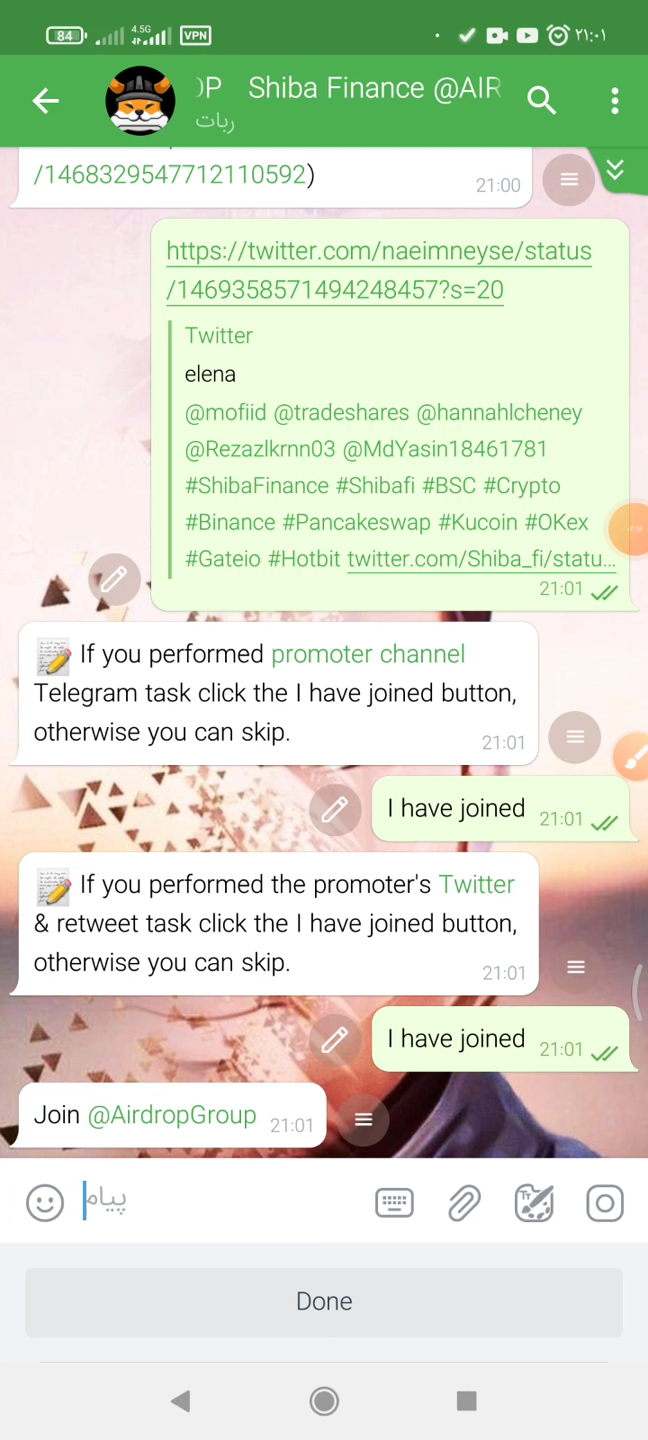 84 4.5G VPN ۲۱:۰۱
OP Shiba Finance @AIR
ربات
/1468329547712110592)
21:00
https://twitter.com/naeimneyse/status
/1469358571494248457?s=20
Twitter
elena
@mofiid @tradeshares @hannahlcheney
@Rezazlkrnn03 @MdYasin18461781
#ShibaFinance #Shibafi #BSC #Crypto
#Binance #Pancakeswap #Kucoin #OKex
#Gateio #Hotbit twitter.com/Shiba_fi/statu...
21:01
If you performed promoter channel
Telegram task click the I have joined button,
otherwise you can skip.
21:01
I have joined 21:01
If you performed the promoter's Twitter
& retweet task click the I have joined button,
otherwise you can skip.
21:01
I have joined 21:01
Join @AirdropGroup 21:01
پیام
Done